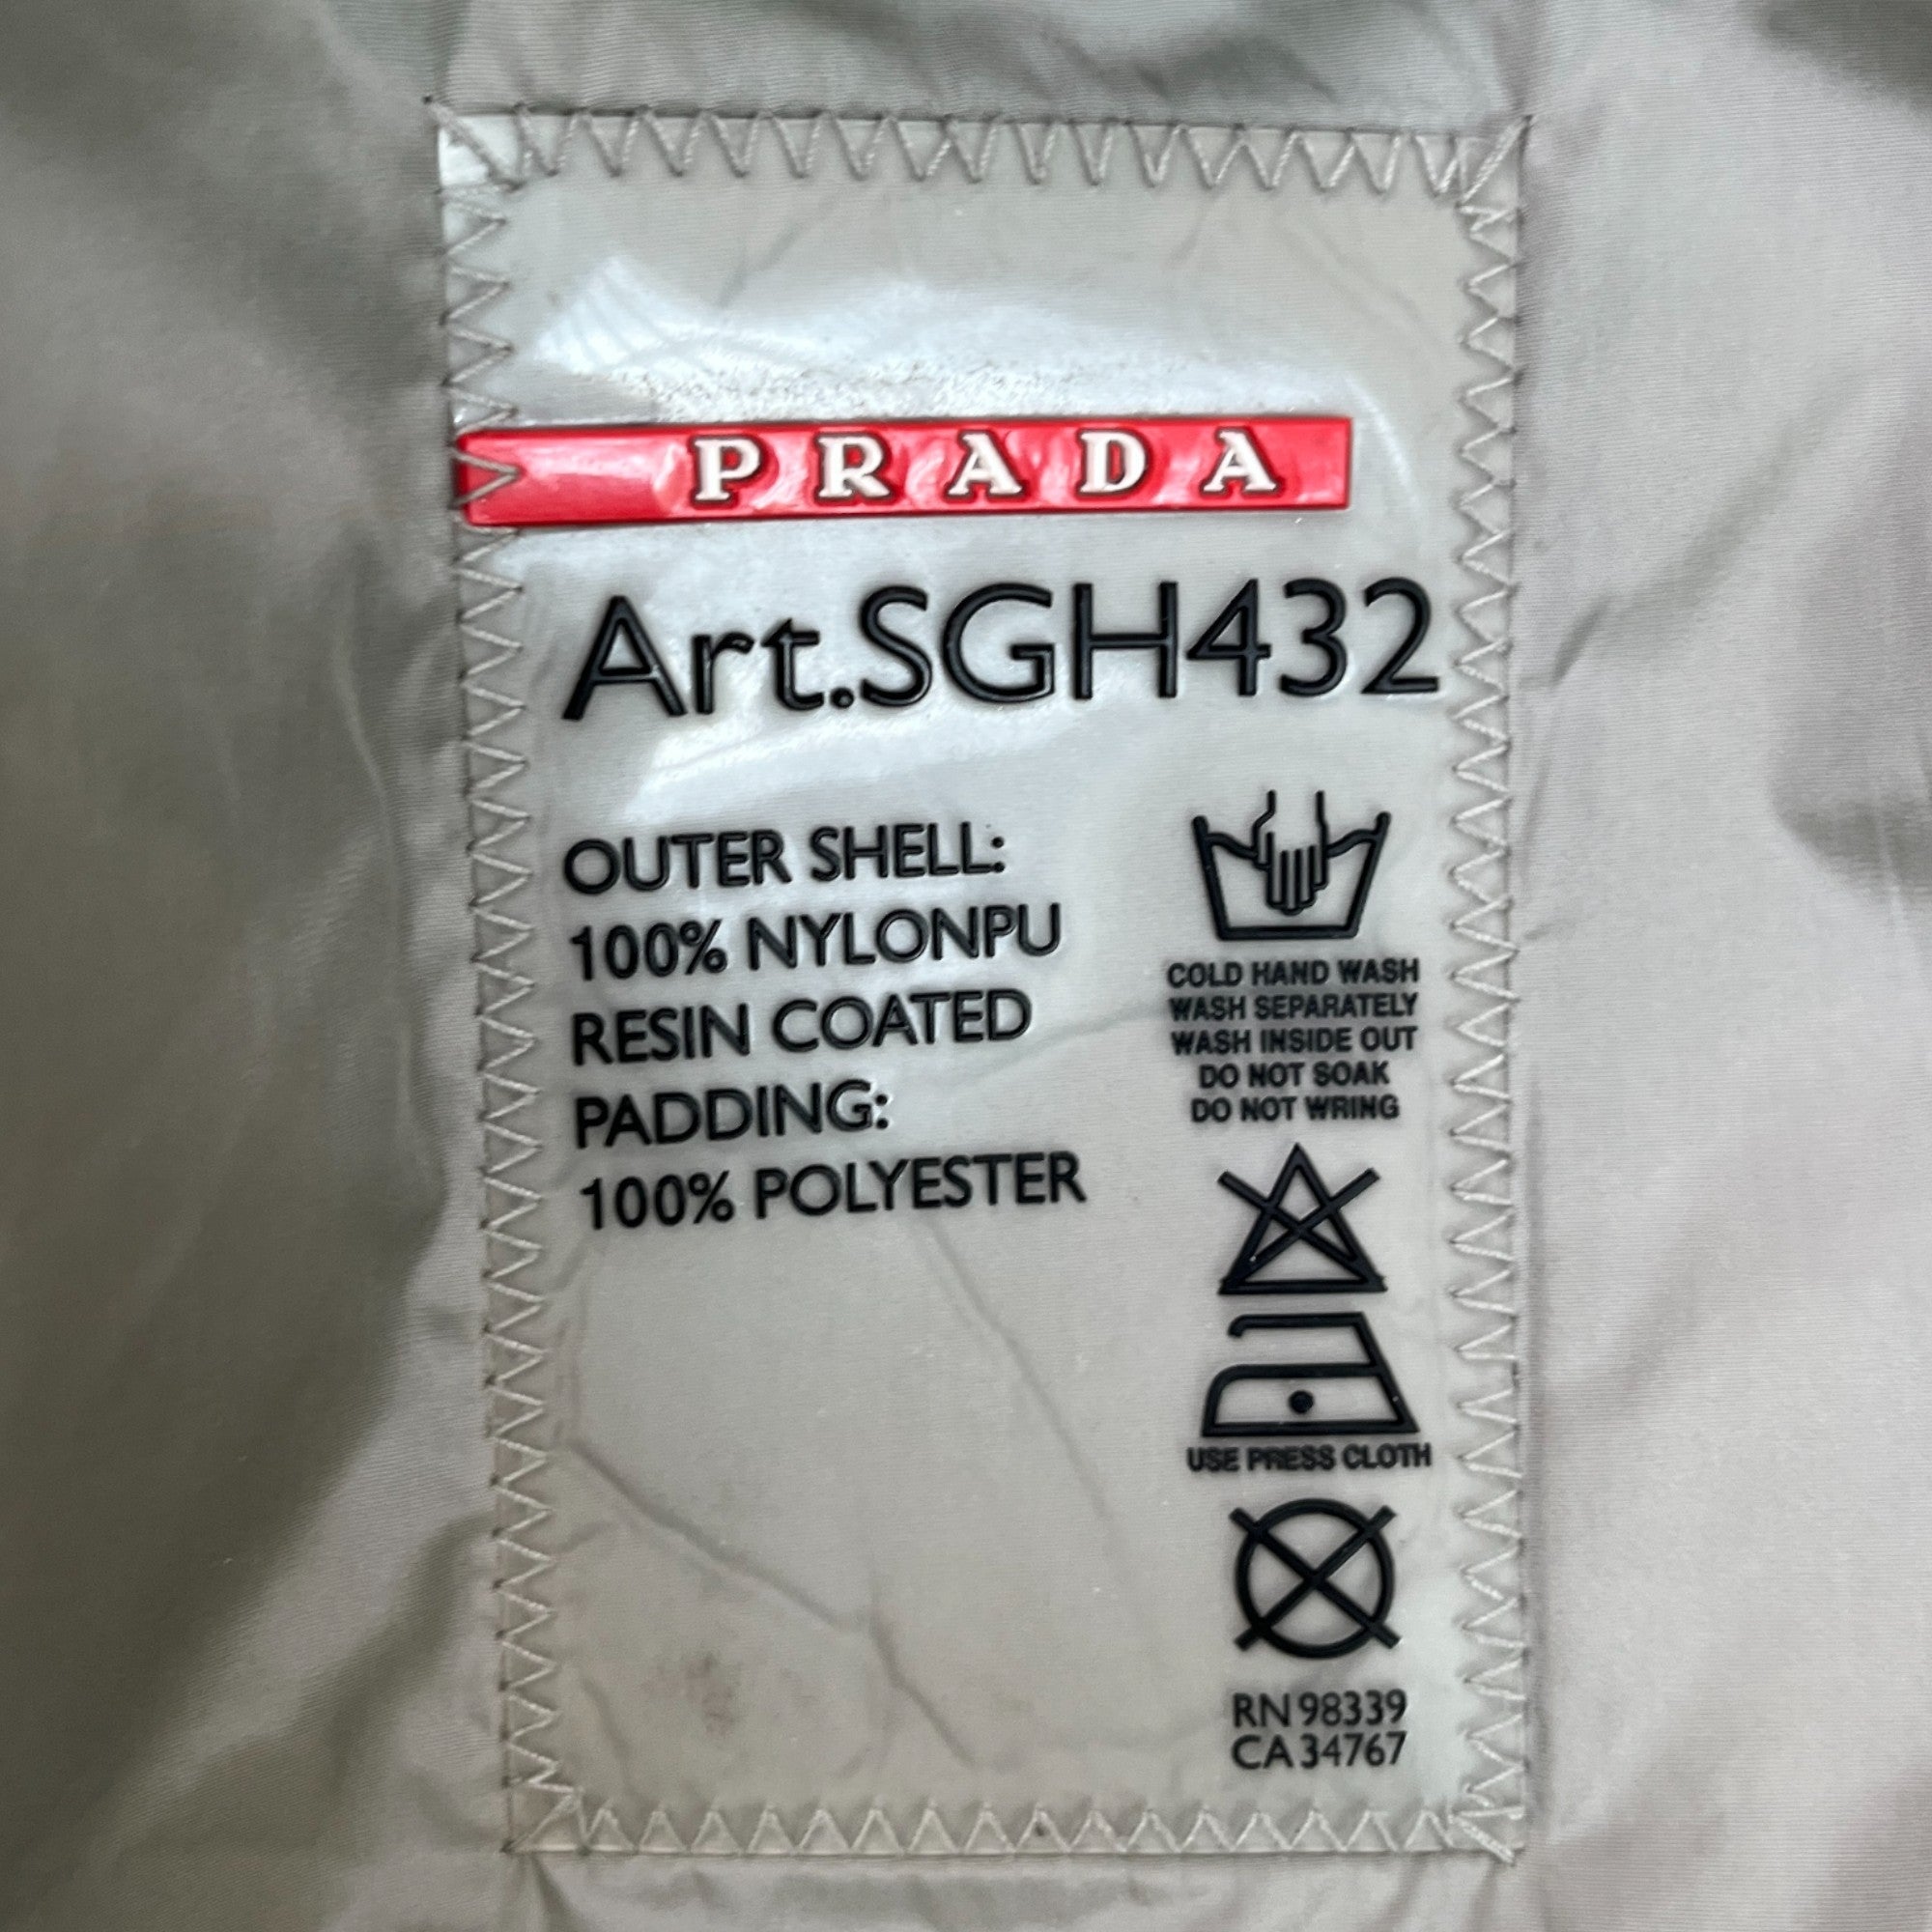 PRADA
Art.SGH432
OUTER SHELL:
100% NYLONPU
RESIN COATED
PADDING:
100% POLYESTER
COLD HAND WASH
WASH SEPARATELY
WASH INSIDE OUT
DO NOT SOAK
DO NOT WRING
USE PRESS CLOTH
RN 98339
CA 34767